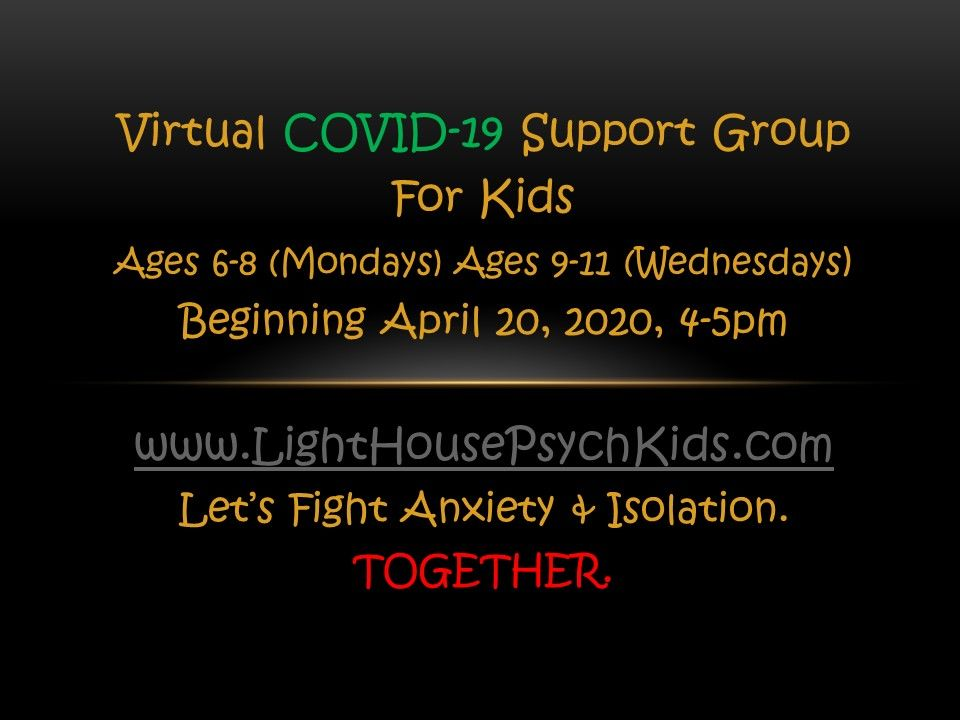 Virtual COVID-19 Support Group
For Kids
Ages 6-8 (Mondays) Ages 9-11 (Wednesdays)
Beginning April 20, 2020, 4-5pm
www.LightHousePsychKids.com
Let’s Fight Anxiety & Isolation.
TOGETHER.